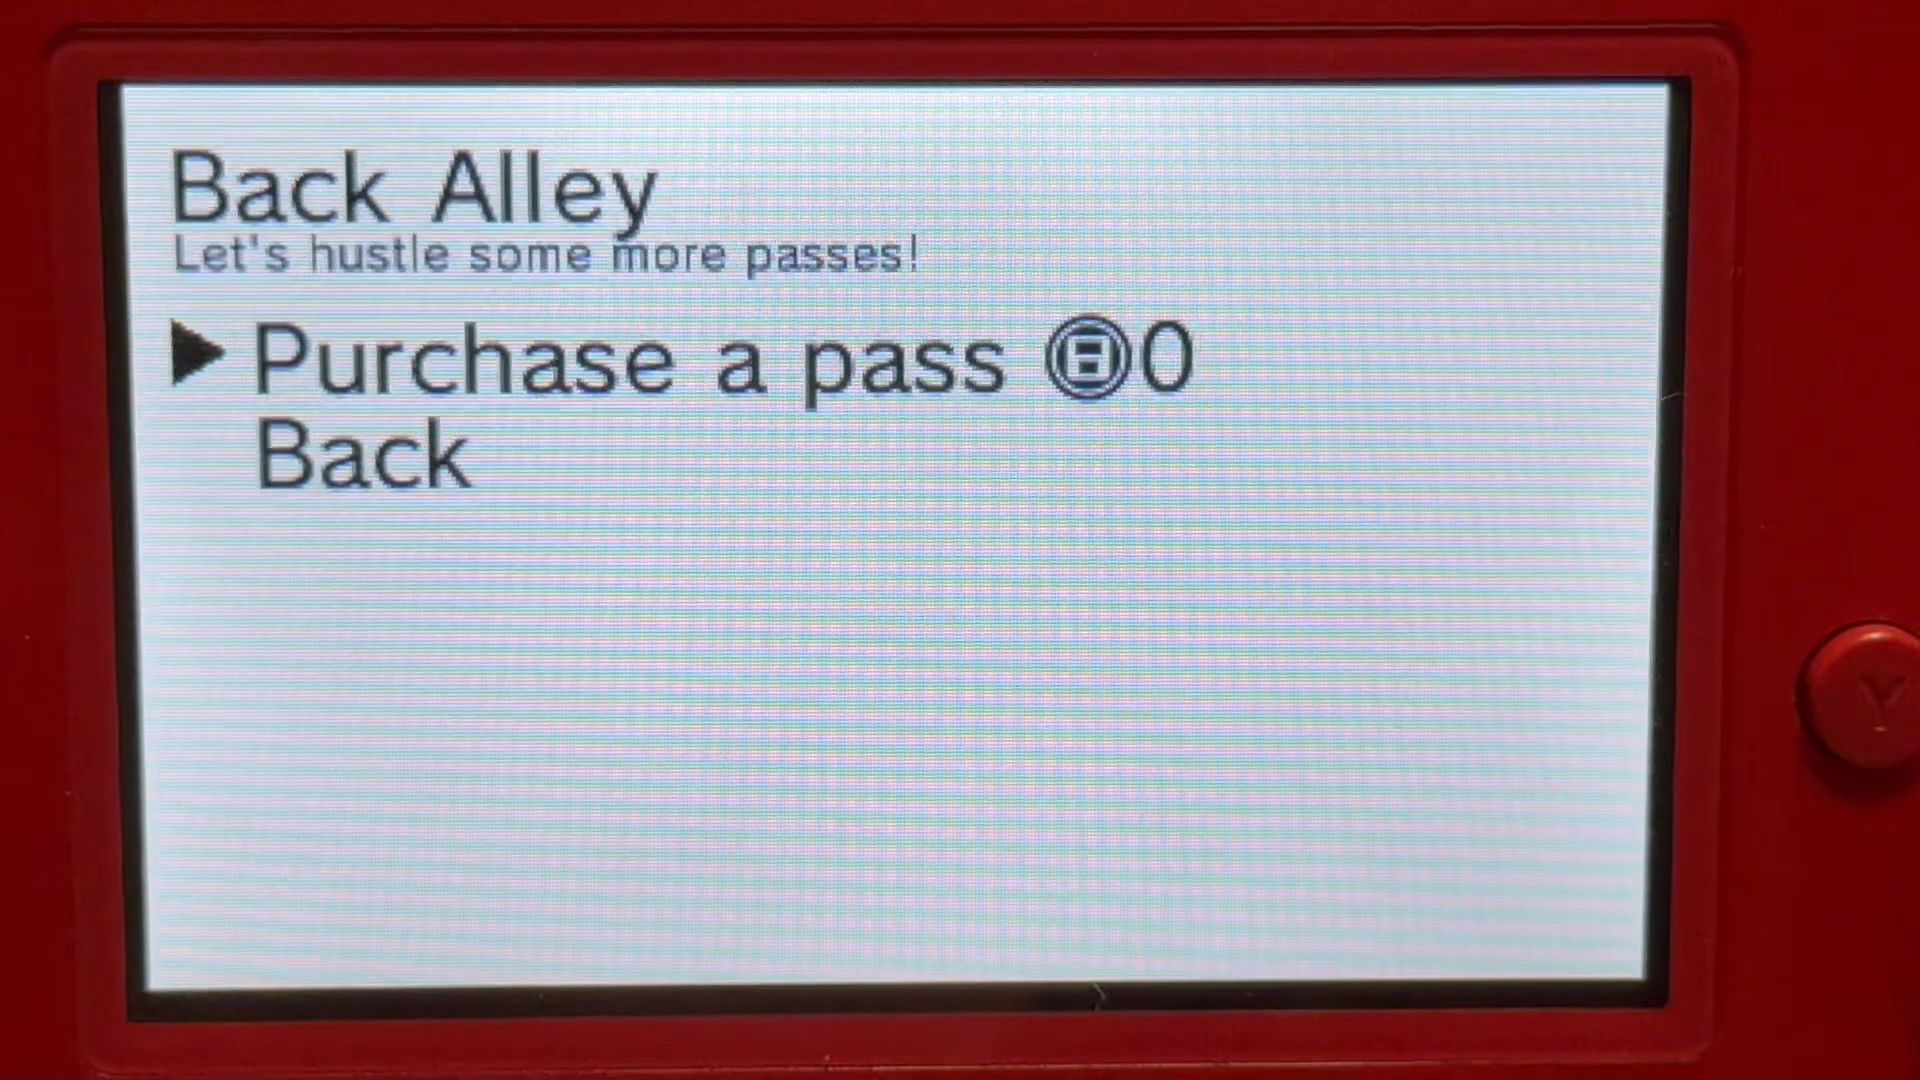 Back Alley
Let's hustle some more passes!
Purchase a pass 0
Back
Y